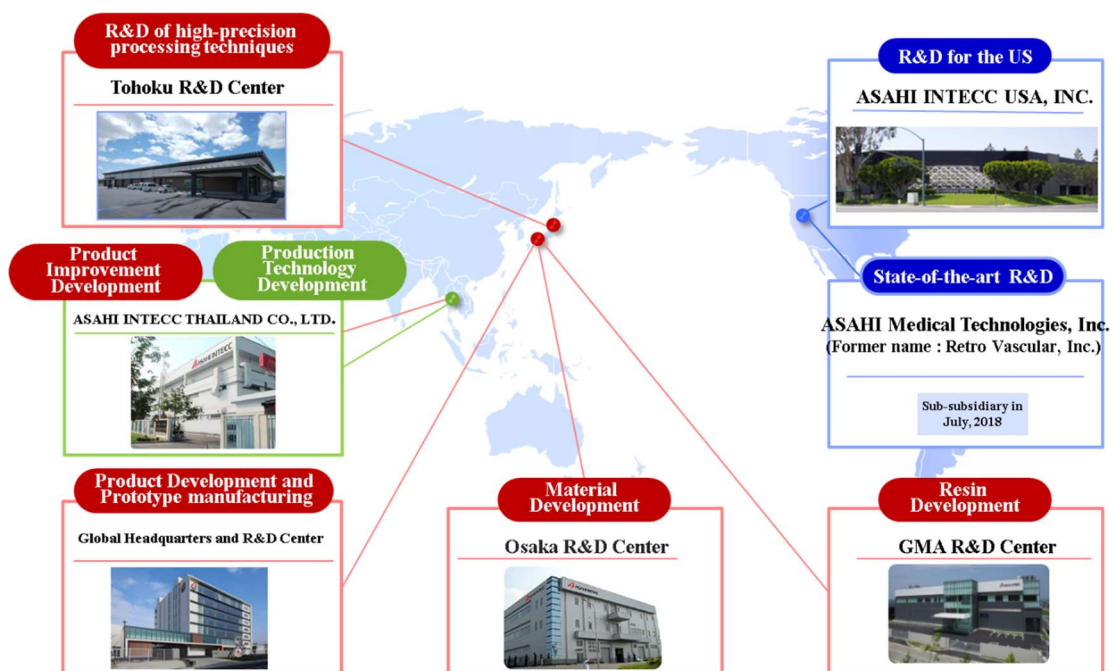 R&D of high-precision
processing techniques
Tohoku R&D Center
R&D for the US
ASAHI INTECC USA, INC.
Product
Improvement
Development
Production
Technology
Development
ASAHI INTECC THAILAND CO., LTD.
ASAHI INTECC
State-of-the-art R&D
ASAHI Medical Technologies, Inc.
(Former name : Retro Vascular, Inc.)
Sub-subsidiary in
July, 2018
Product Development and
Prototype manufacturing
Global Headquarters and R&D Center
Material
Development
Osaka R&D Center
Resin
Development
GMA R&D Center